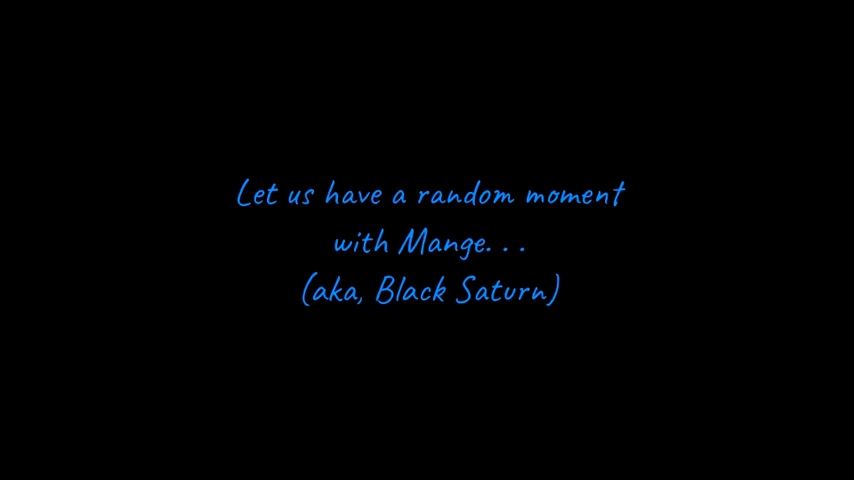 Let us have a random moment
with Mange. . .
(aka, Black Saturn)